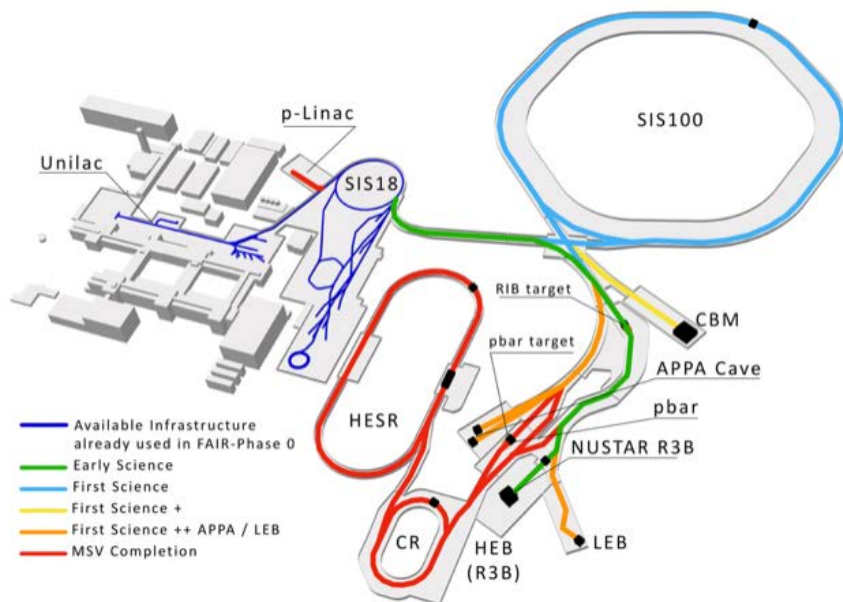 p-Linac
Unilac
SIS18
SIS100
RIB target
CBM
pbar target
APPA Cave
HESR
pbar
NUSTAR R3B
CR
HEB
(R3B)
LEB
Available Infrastructure
already used in FAIR-Phase 0
Early Science
First Science
First Science +
First Science ++ APPA / LEB
MSV Completion